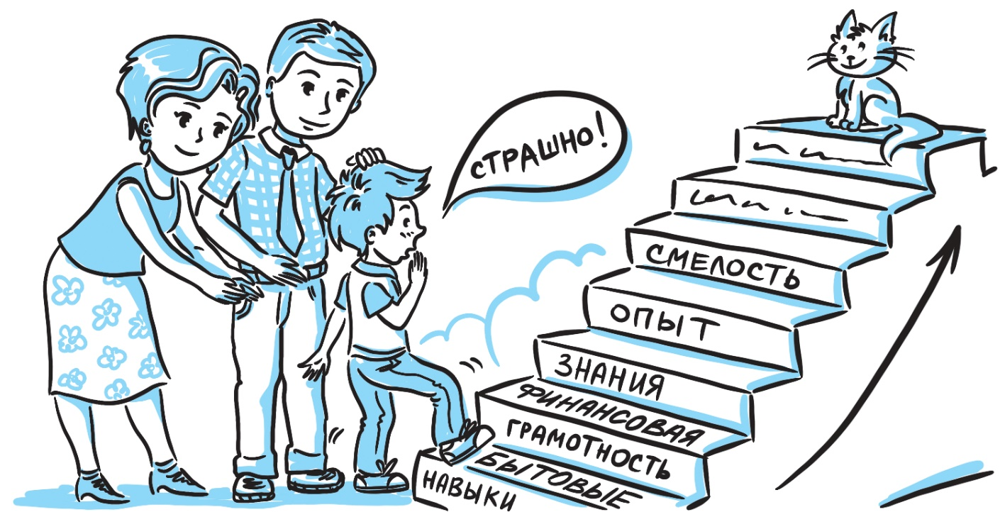 СТРАШНО!
СМЕЛОСТЬ
ОПЫТ
ЗНАНИЯ
ФИНАНСОВАЯ
ГРАМОТНОСТЬ
БЫТОВЫЕ
НАВЫКИ